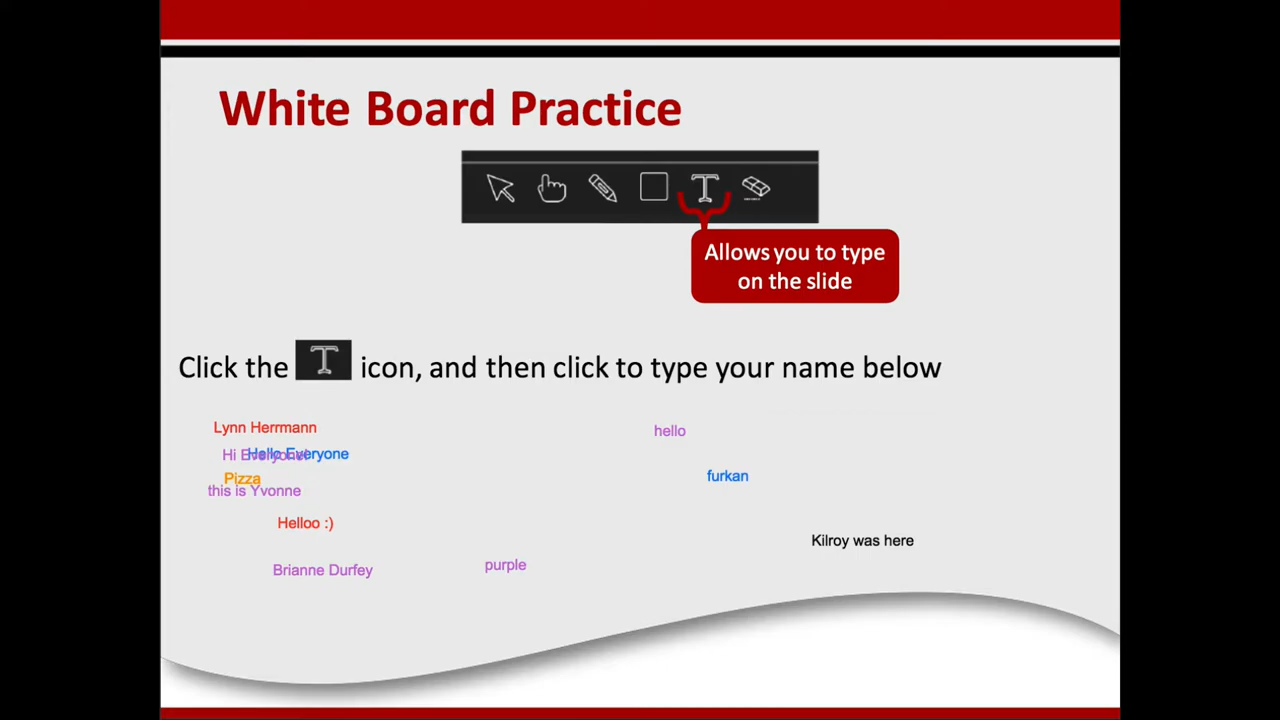 White Board Practice
T
Allows you to type
on the slide
Click the T icon, and then click to type your name below
Lynn Herrmann
hello
Hi Everyone!
Hello Everyone
Pizza
furkan
this is Yvonne
Helloo :)
Kilroy was here
Brianne Durfey
purple